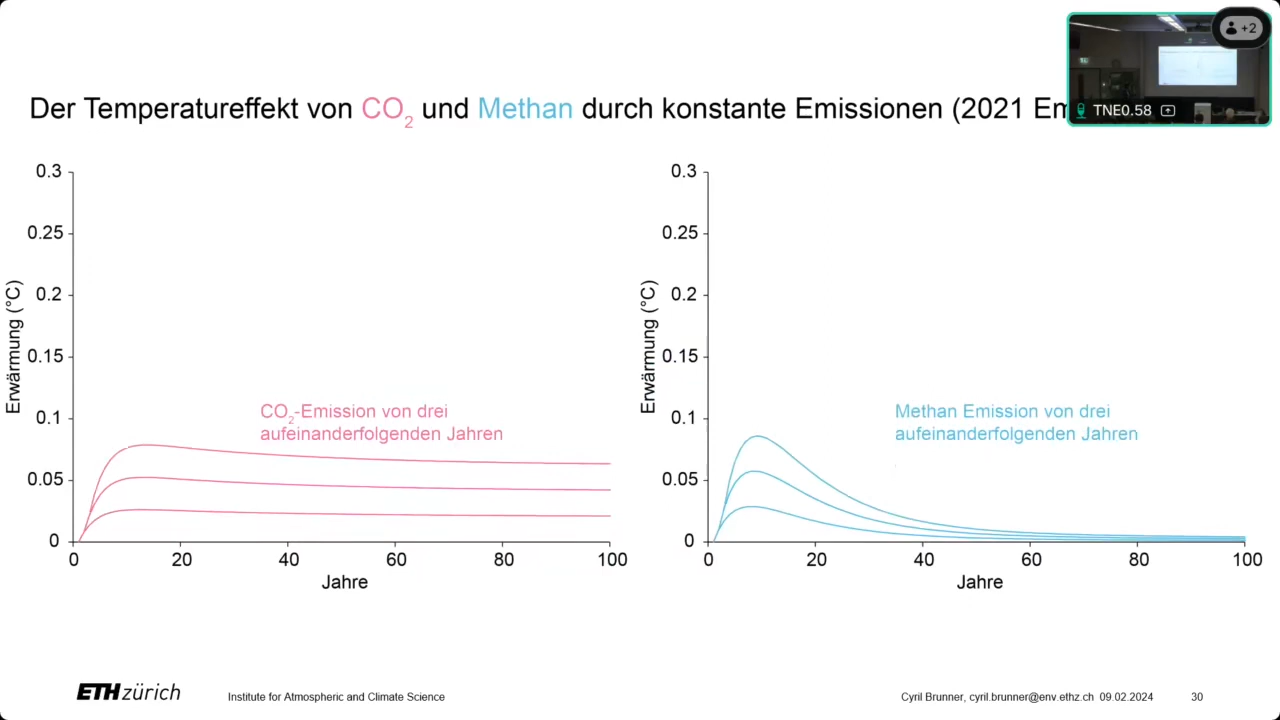 Der Temperatureffekt von CO₂ und Methan durch konstante Emissionen (2021 Em
+2
TNE0.58
0.3
0.25
0.2
0.15
0.1
0.05
0
Erwärmung (°C)
CO₂-Emission von drei
aufeinanderfolgenden Jahren
0 20 40 60 80 100
Jahre
0.3
0.25
0.2
0.15
0.1
0.05
0
Erwärmung (°C)
Methan Emission von drei
aufeinanderfolgenden Jahren
0 20 40 60 80 100
Jahre
ETH zürich
Institute for Atmospheric and Climate Science
Cyril Brunner, cyril.brunner@env.ethz.ch 09.02.2024
30